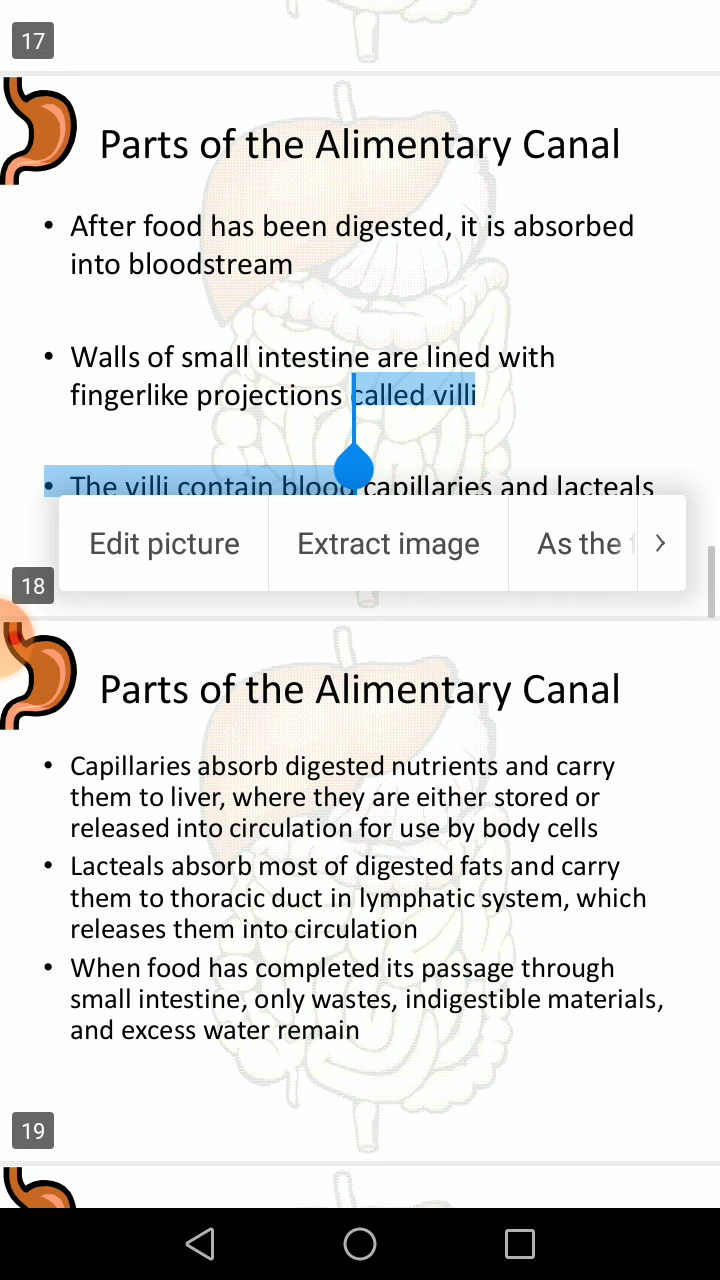 17
Parts of the Alimentary Canal
• After food has been digested, it is absorbed
into bloodstream
• Walls of small intestine are lined with
fingerlike projections called villi
• The villi contain blood capillaries and lacteals
Edit picture Extract image As the
18
Parts of the Alimentary Canal
• Capillaries absorb digested nutrients and carry
them to liver, where they are either stored or
released into circulation for use by body cells
• Lacteals absorb most of digested fats and carry
them to thoracic duct in lymphatic system, which
releases them into circulation
• When food has completed its passage through
small intestine, only wastes, indigestible materials,
and excess water remain
19